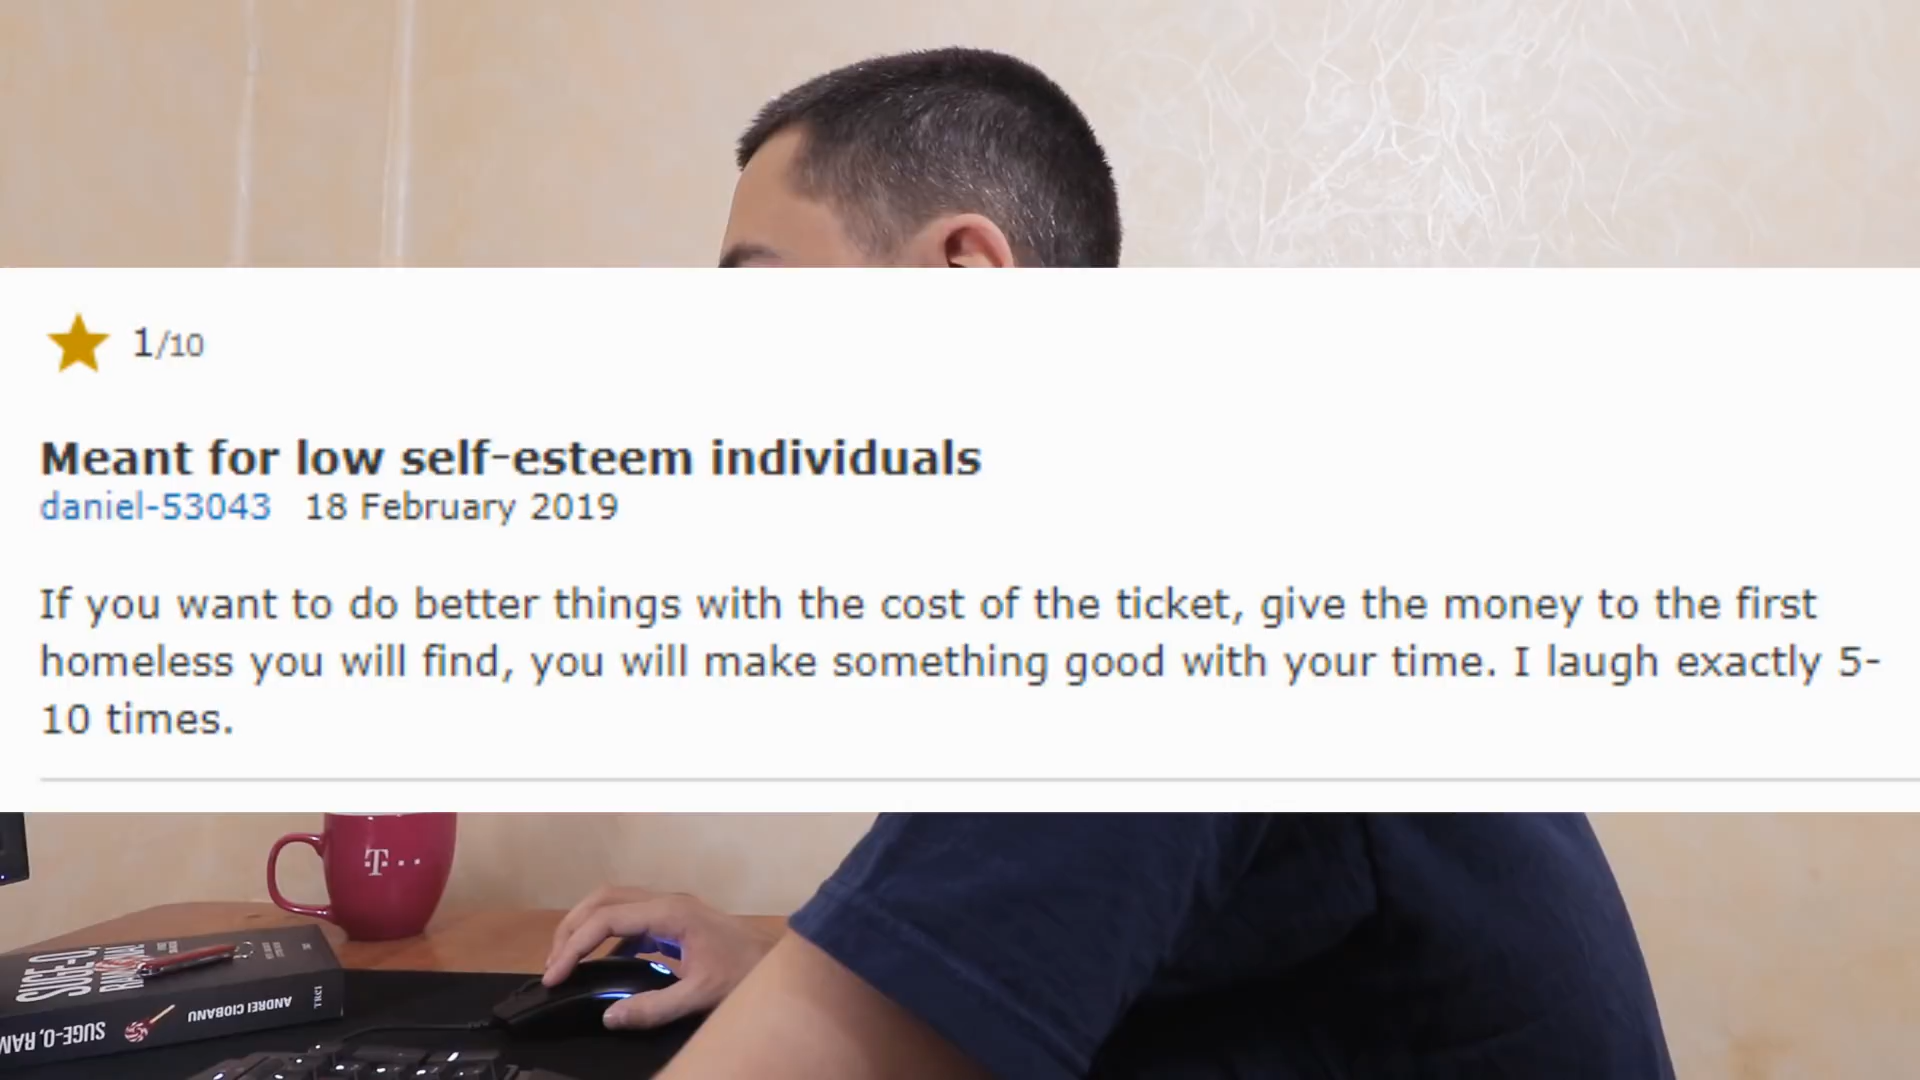 1/10
Meant for low self-esteem individuals
daniel-53043 18 February 2019
If you want to do better things with the cost of the ticket, give the money to the first
homeless you will find, you will make something good with your time. I laugh exactly 5-
10 times.
T··
SUGE-O,
ANDREI CIOBANU
TREI
SUGE-O, RAM